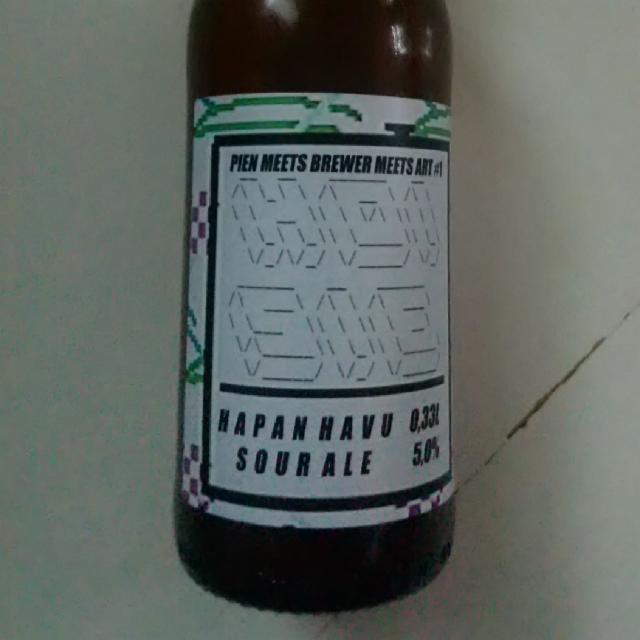 PIEN MEETS BREWER MEETS ART #1
HAPAN HAVU 0,33L
SOUR ALE 5,0%